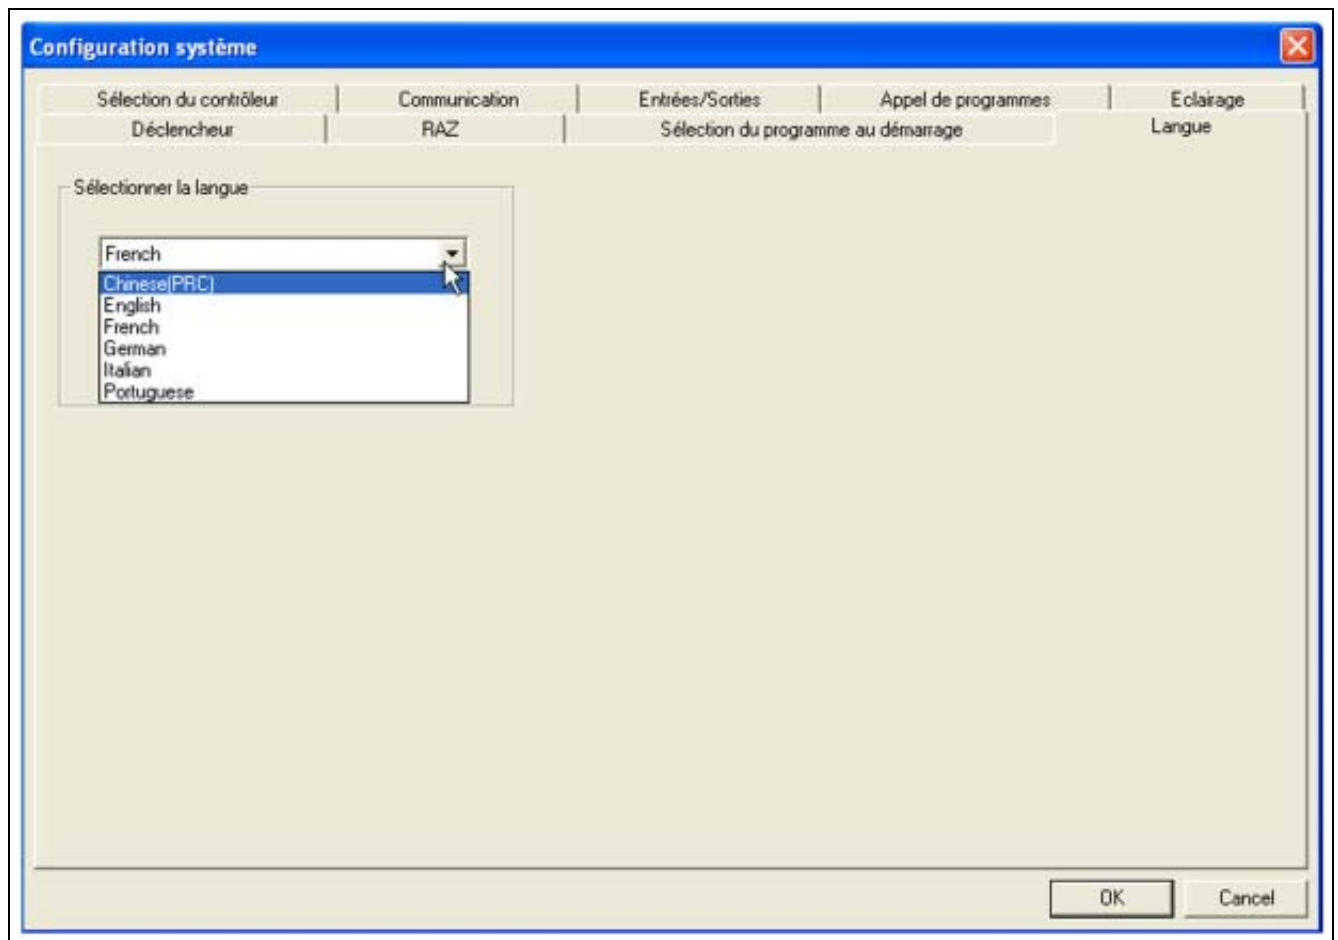 Configuration système
Sélection du contrôleur Communication Entrées/Sorties Appel de programmes Eclairage
Déclencheur RAZ Sélection du programme au démarrage Langue
Sélectionner la langue
French
Chinese(PRC)
English
French
German
Italian
Portuguese
OK Cancel